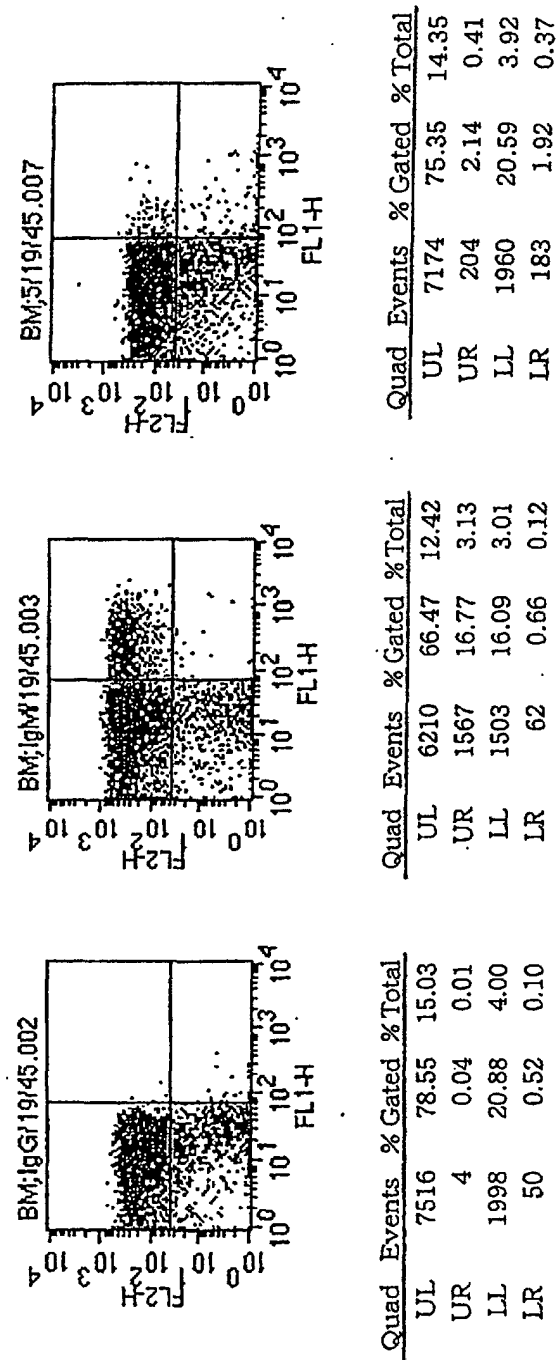 BM;IgG/19/45.002
10^4
10^3
10^2
10^1
10^0
FL2-H
10^0 10^1 10^2 10^3 10^4
FL1-H
Quad Events % Gated % Total
UL 7516 78.55 15.03
UR 4 0.04 0.01
LL 1998 20.88 4.00
LR 50 0.52 0.10
BM;IgM/19/45.003
10^4
10^3
10^2
10^1
10^0
FL2-H
10^0 10^1 10^2 10^3 10^4
FL1-H
Quad Events % Gated % Total
UL 6210 66.47 12.42
UR 1567 16.77 3.13
LL 1503 16.09 3.01
LR 62 0.66 0.12
BM;5/19/45.007
10^4
10^3
10^2
10^1
10^0
FL2-H
10^0 10^1 10^2 10^3 10^4
FL1-H
Quad Events % Gated % Total
UL 7174 75.35 14.35
UR 204 2.14 0.41
LL 1960 20.59 3.92
LR 183 1.92 0.37